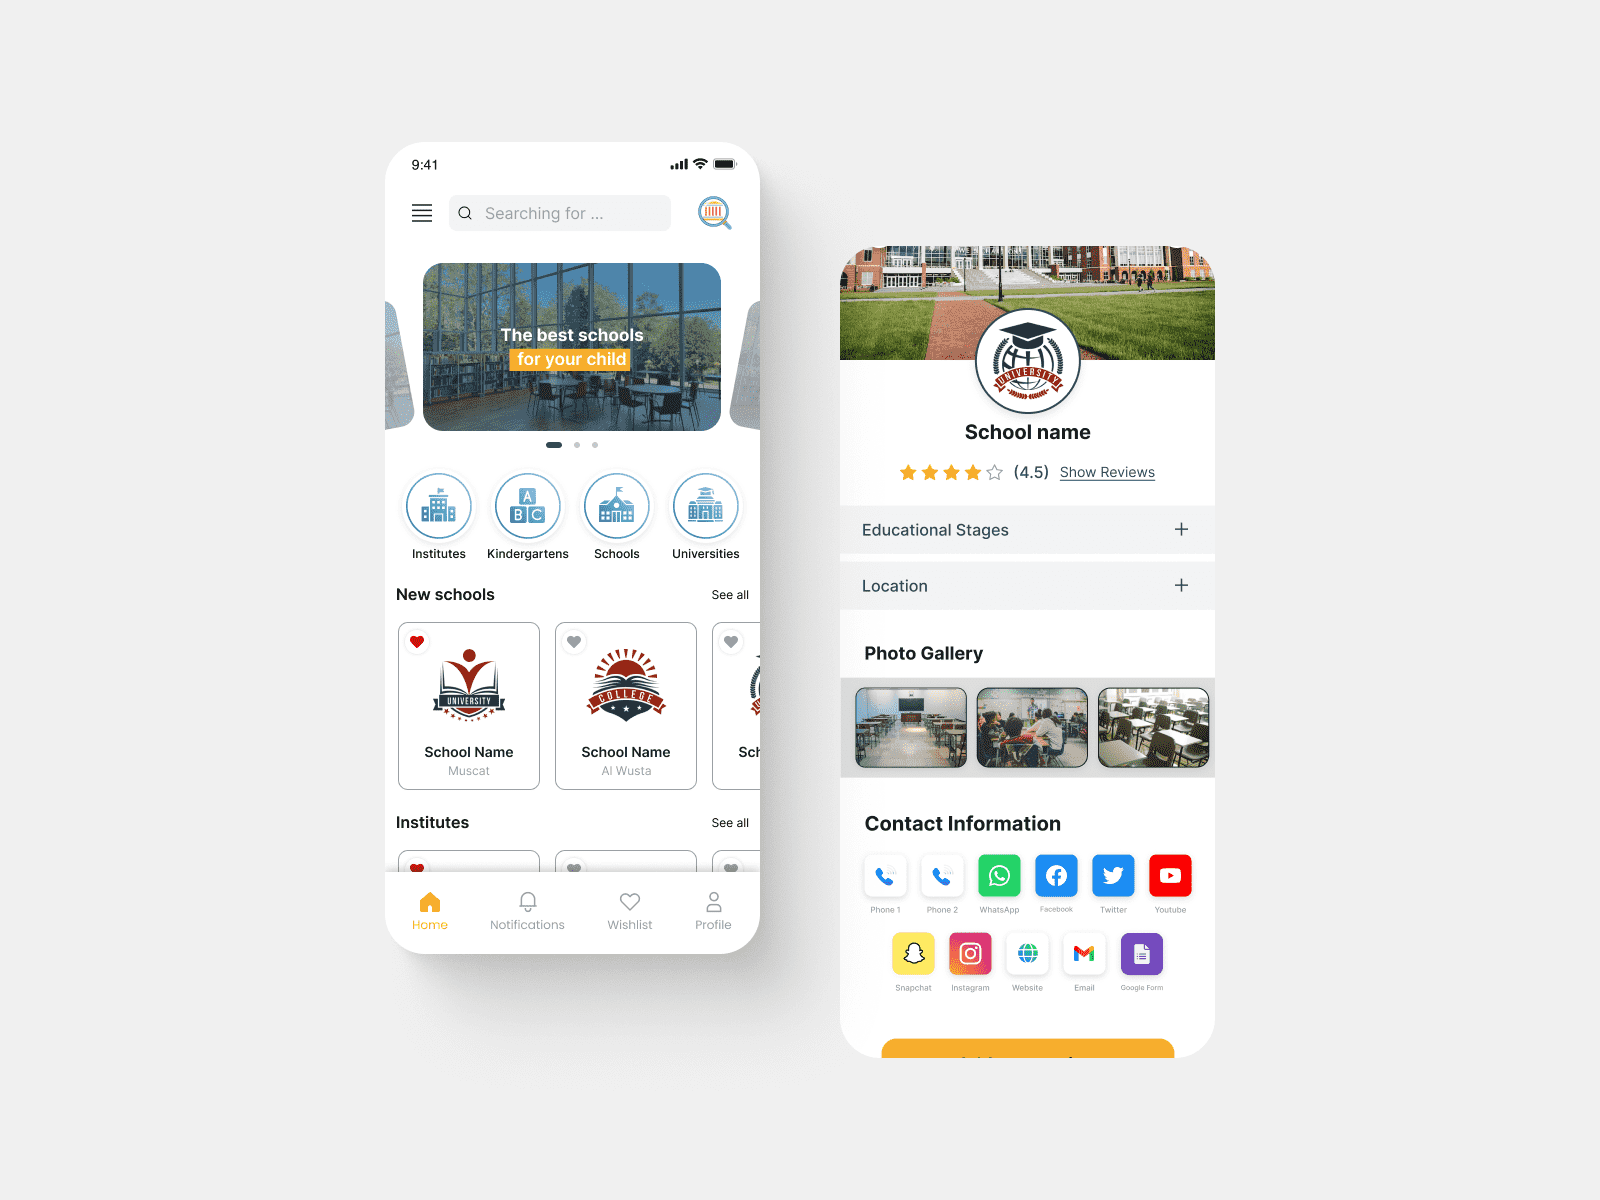 9:41
Searching for ...
The best schools
for your child
A
B C
Institutes
Kindergartens
Schools
Universities
New schools
See all
UNIVERSITY
School Name
Muscat
COLLEGE
School Name
Al Wusta
Sch
Institutes
See all
Home
Notifications
Wishlist
Profile
UNIVERSITY
School name
(4.5) Show Reviews
Educational Stages
Location
Photo Gallery
Contact Information
Phone 1
Phone 2
WhatsApp
Facebook
Twitter
Youtube
Snapchat
Instagram
Website
Email
Google Form